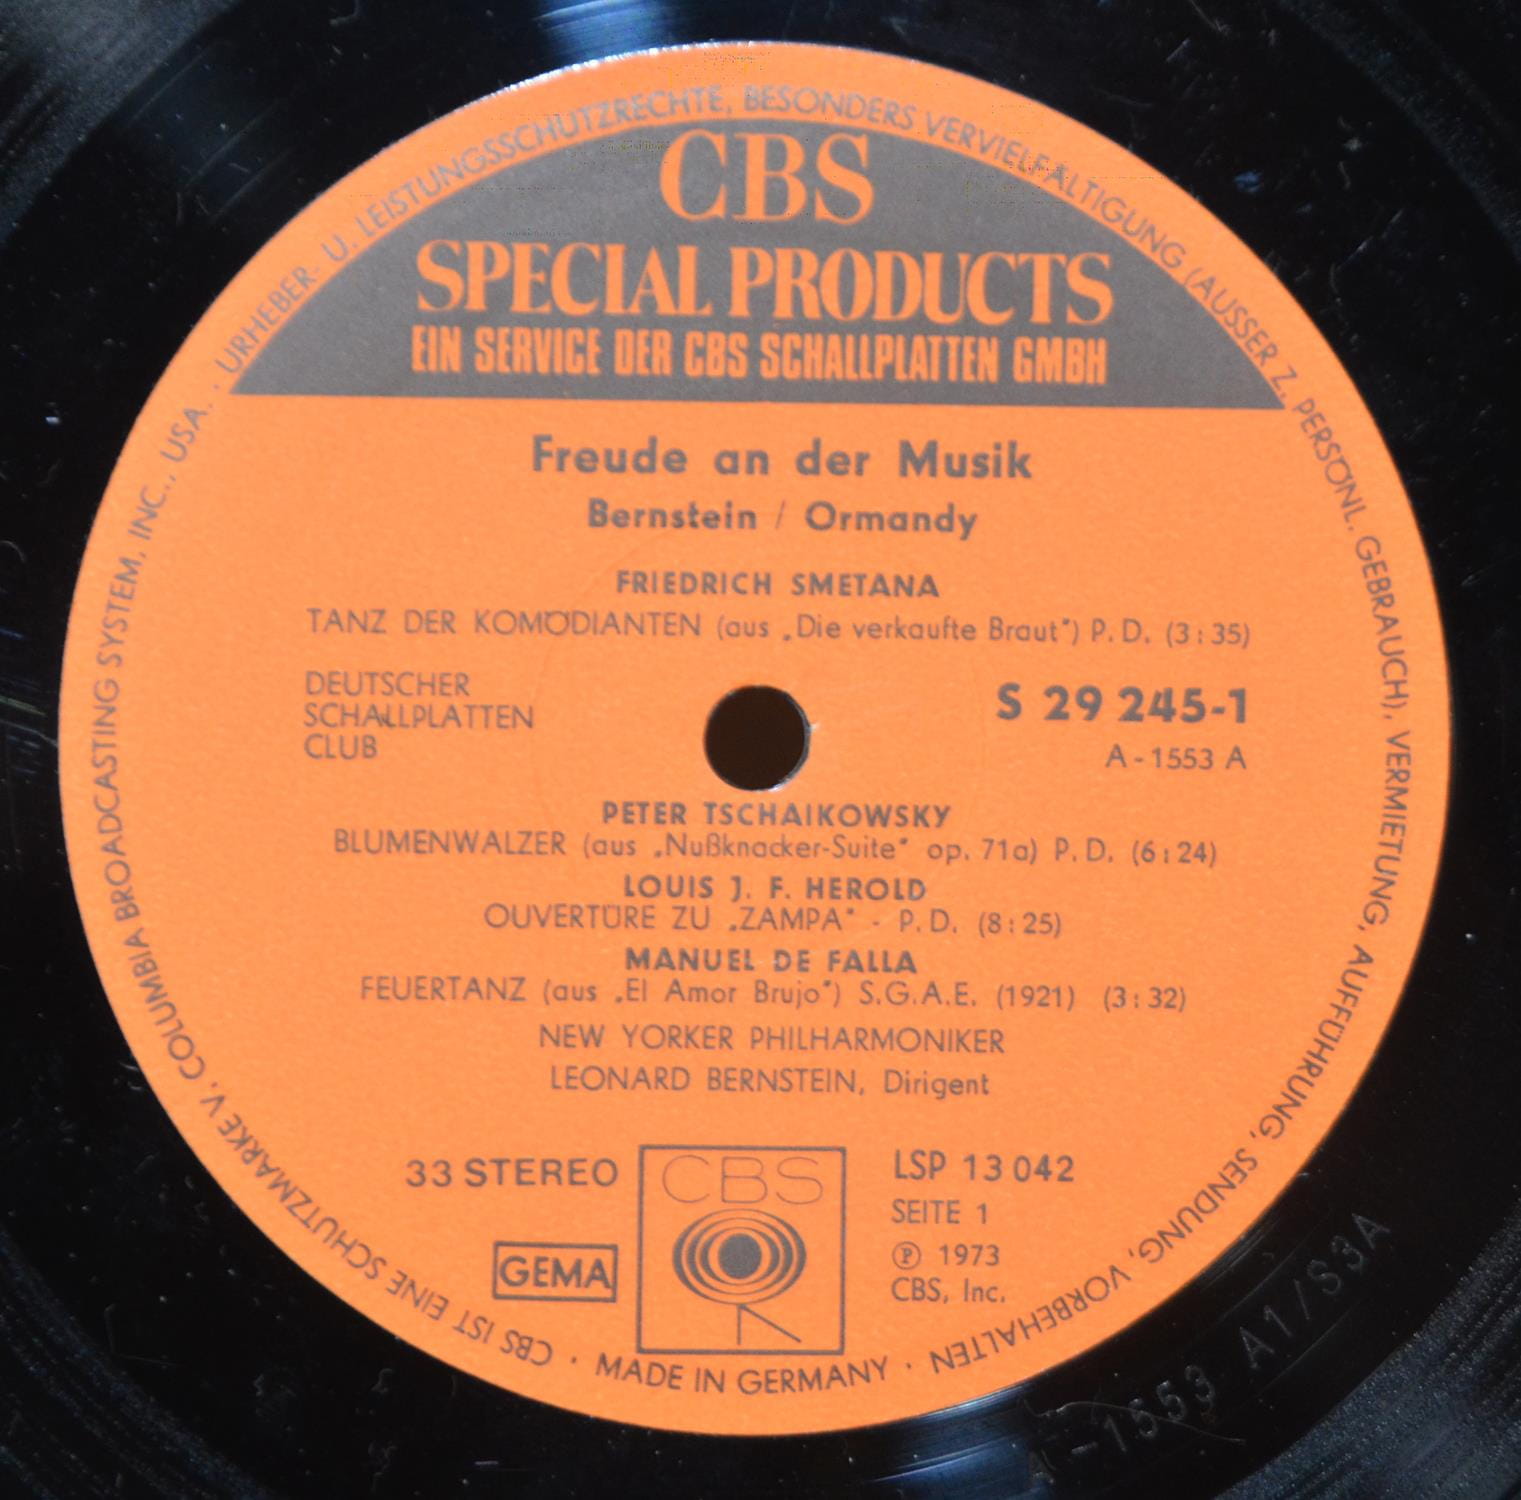 URHEBER- U. LEISTUNGSSCHUTZRECHTE, BESONDERS VERVIELFÄLTIGUNG (AUSSER Z. PERSÖNL. GEBRAUCH), VERMIETUNG, AUFFÜHRUNG, SENDUNG, VORBEHALTEN
CBS
SPECIAL PRODUCTS
EIN SERVICE DER CBS SCHALLPLATTEN GMBH
Freude an der Musik
Bernstein / Ormandy
FRIEDRICH SMETANA
TANZ DER KOMÖDIANTEN (aus „Die verkaufte Braut") P. D. (3:35)
DEUTSCHER
SCHALLPLATTEN
CLUB
S 29 245-1
A - 1553 A
PETER TSCHAIKOWSKY
BLUMENWALZER (aus „Nußknacker-Suite" op. 71a) P. D. (6:24)
LOUIS J. F. HEROLD
OUVERTÜRE ZU „ZAMPA" - P. D. (8:25)
MANUEL DE FALLA
FEUERTANZ (aus „El Amor Brujo") S.G.A.E. (1921) (3:32)
NEW YORKER PHILHARMONIKER
LEONARD BERNSTEIN, Dirigent
33 STEREO
GEMA
CBS
LSP 13 042
SEITE 1
Ⓟ 1973
CBS, Inc.
· MADE IN GERMANY ·
CBS IST EINE SCHUTZMARKE V. COLUMBIA BROADCASTING SYSTEM, INC., USA. ·
-1553 A1/S3A